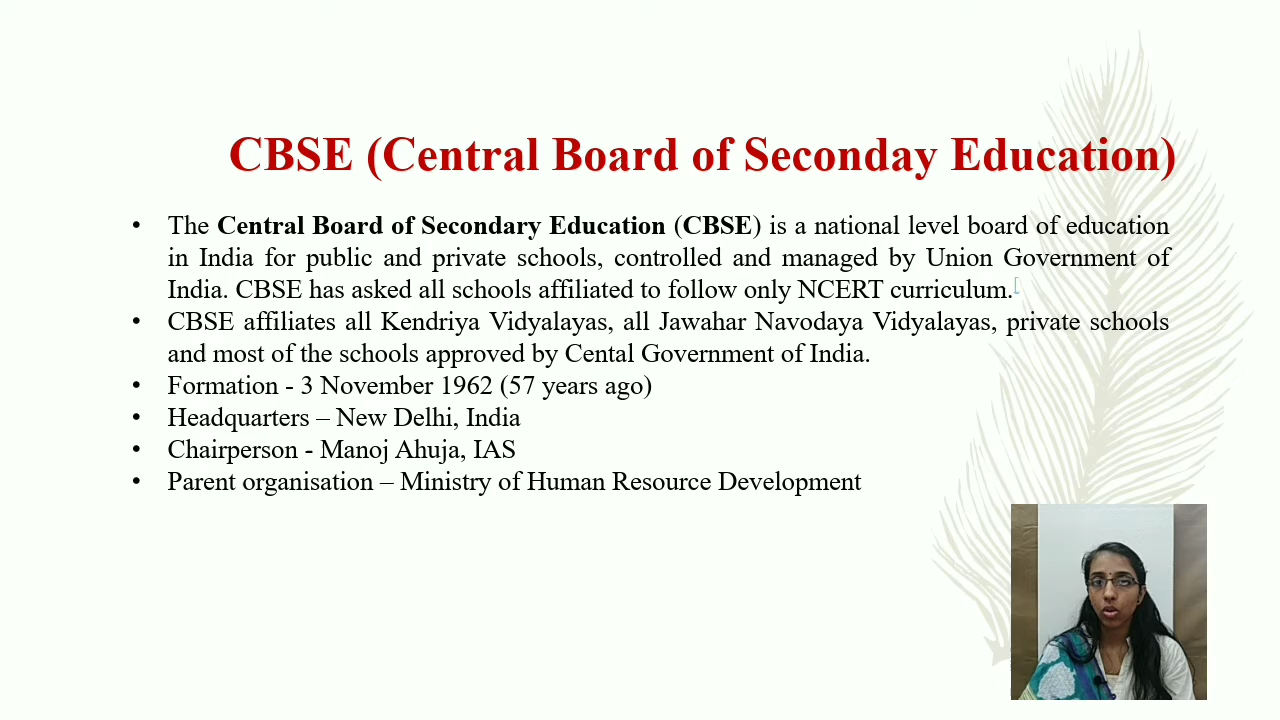 CBSE (Central Board of Seconday Education)
• The Central Board of Secondary Education (CBSE) is a national level board of education
in India for public and private schools, controlled and managed by Union Government of
India. CBSE has asked all schools affiliated to follow only NCERT curriculum.[
• CBSE affiliates all Kendriya Vidyalayas, all Jawahar Navodaya Vidyalayas, private schools
and most of the schools approved by Cental Government of India.
• Formation - 3 November 1962 (57 years ago)
• Headquarters – New Delhi, India
• Chairperson - Manoj Ahuja, IAS
• Parent organisation – Ministry of Human Resource Development